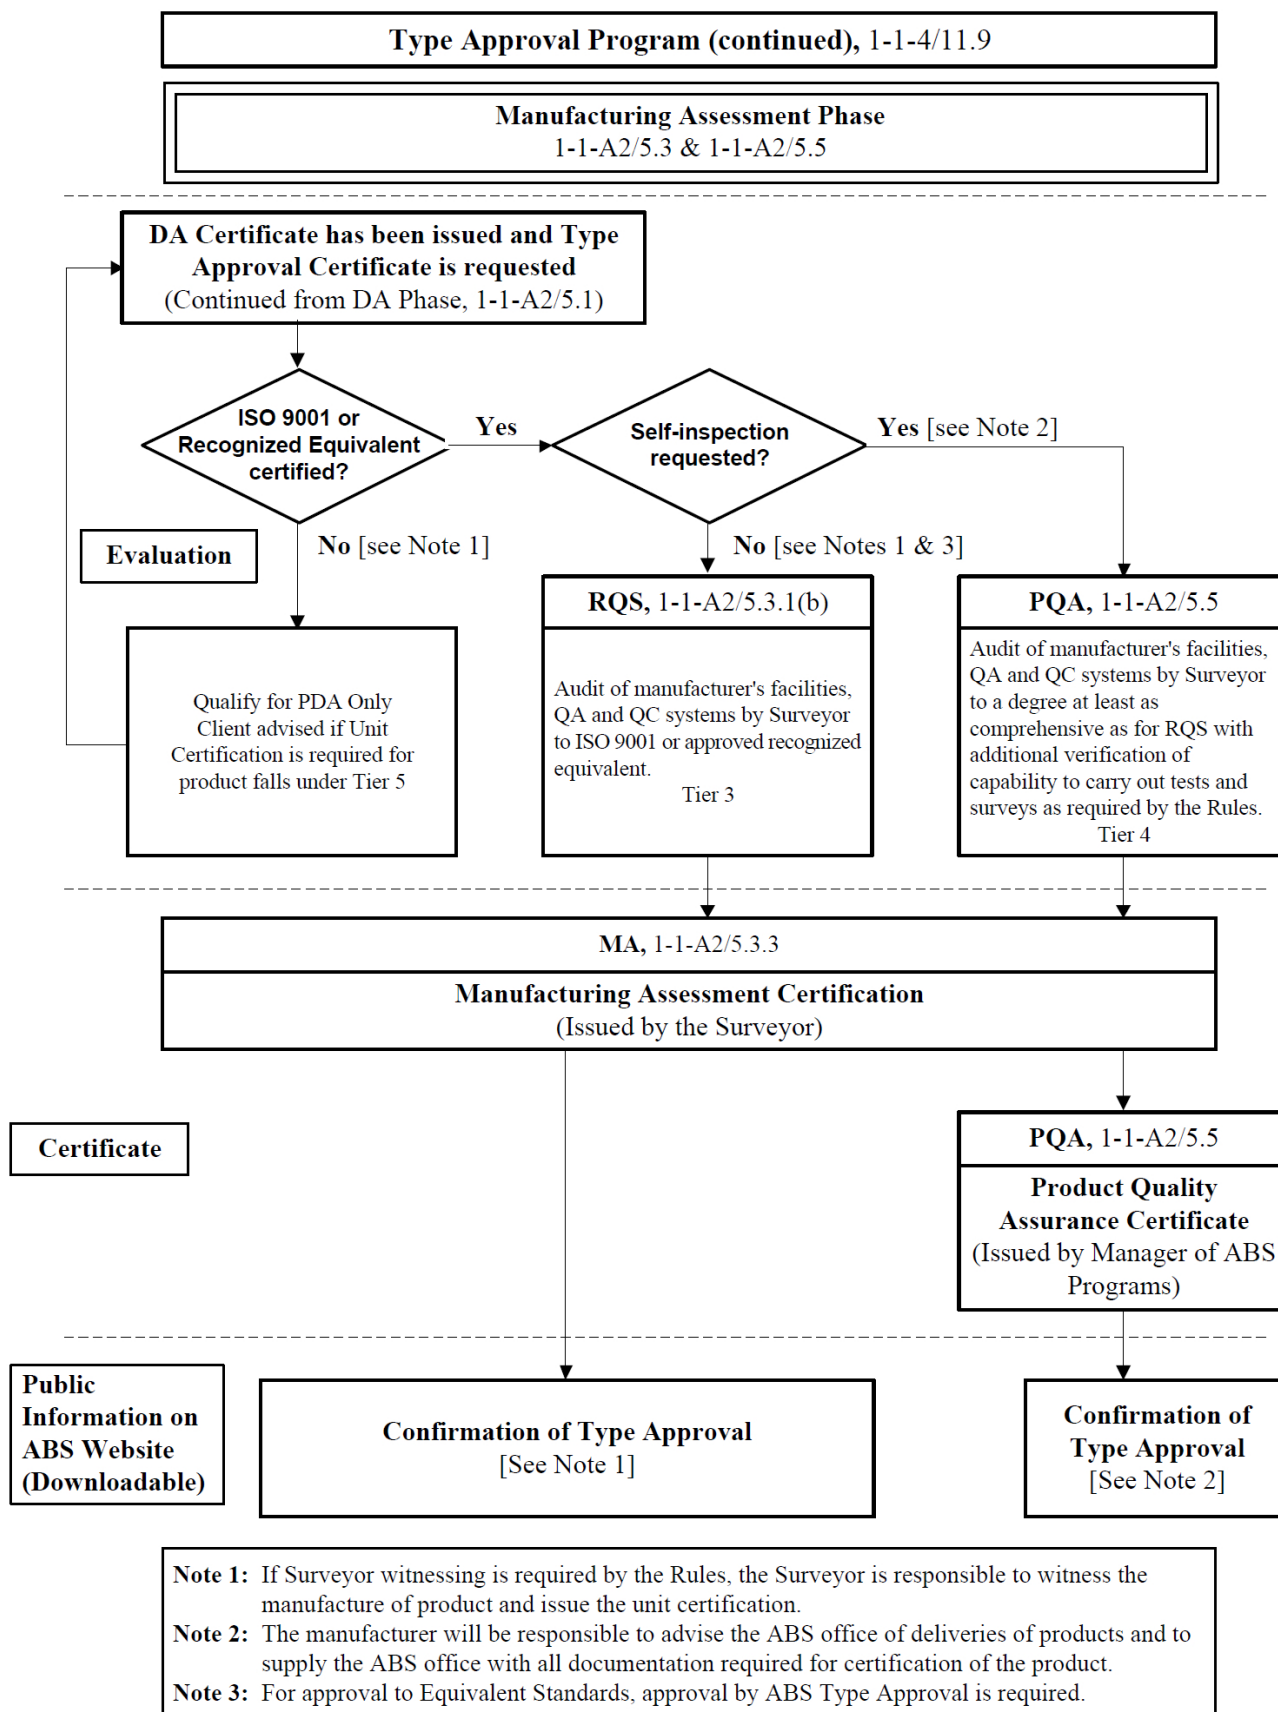 Type Approval Program (continued), 1-1-4/11.9
Manufacturing Assessment Phase
1-1-A2/5.3 & 1-1-A2/5.5
DA Certificate has been issued and Type
Approval Certificate is requested
(Continued from DA Phase, 1-1-A2/5.1)
ISO 9001 or
Recognized Equivalent
certified?
Yes
Self-inspection
requested?
Yes [see Note 2]
Evaluation
No [see Note 1]
No [see Notes 1 & 3]
Qualify for PDA Only
Client advised if Unit
Certification is required for
product falls under Tier 5
RQS, 1-1-A2/5.3.1(b)
Audit of manufacturer's facilities,
QA and QC systems by Surveyor
to ISO 9001 or approved recognized
equivalent.
Tier 3
PQA, 1-1-A2/5.5
Audit of manufacturer's facilities,
QA and QC systems by Surveyor
to a degree at least as
comprehensive as for RQS with
additional verification of
capability to carry out tests and
surveys as required by the Rules.
Tier 4
MA, 1-1-A2/5.3.3
Manufacturing Assessment Certification
(Issued by the Surveyor)
Certificate
PQA, 1-1-A2/5.5
Product Quality
Assurance Certificate
(Issued by Manager of ABS
Programs)
Public
Information on
ABS Website
(Downloadable)
Confirmation of Type Approval
[See Note 1]
Confirmation of
Type Approval
[See Note 2]
Note 1: If Surveyor witnessing is required by the Rules, the Surveyor is responsible to witness the
manufacture of product and issue the unit certification.
Note 2: The manufacturer will be responsible to advise the ABS office of deliveries of products and to
supply the ABS office with all documentation required for certification of the product.
Note 3: For approval to Equivalent Standards, approval by ABS Type Approval is required.